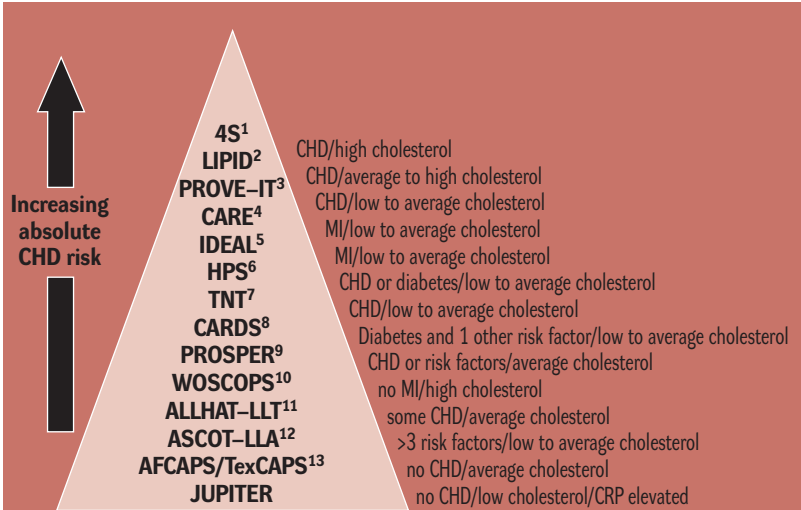 4S¹
CHD/high cholesterol
LIPID²
CHD/average to high cholesterol
PROVE–IT³
CHD/low to average cholesterol
Increasing
absolute
CHD risk
CARE⁴
MI/low to average cholesterol
IDEAL⁵
MI/low to average cholesterol
HPS⁶
CHD or diabetes/low to average cholesterol
TNT⁷
CHD/low to average cholesterol
CARDS⁸
Diabetes and 1 other risk factor/low to average cholesterol
PROSPER⁹
CHD or risk factors/average cholesterol
WOSCOPS¹⁰
no MI/high cholesterol
ALLHAT–LLT¹¹
some CHD/average cholesterol
ASCOT–LLA¹²
>3 risk factors/low to average cholesterol
AFCAPS/TexCAPS¹³
no CHD/average cholesterol
JUPITER
no CHD/low cholesterol/CRP elevated